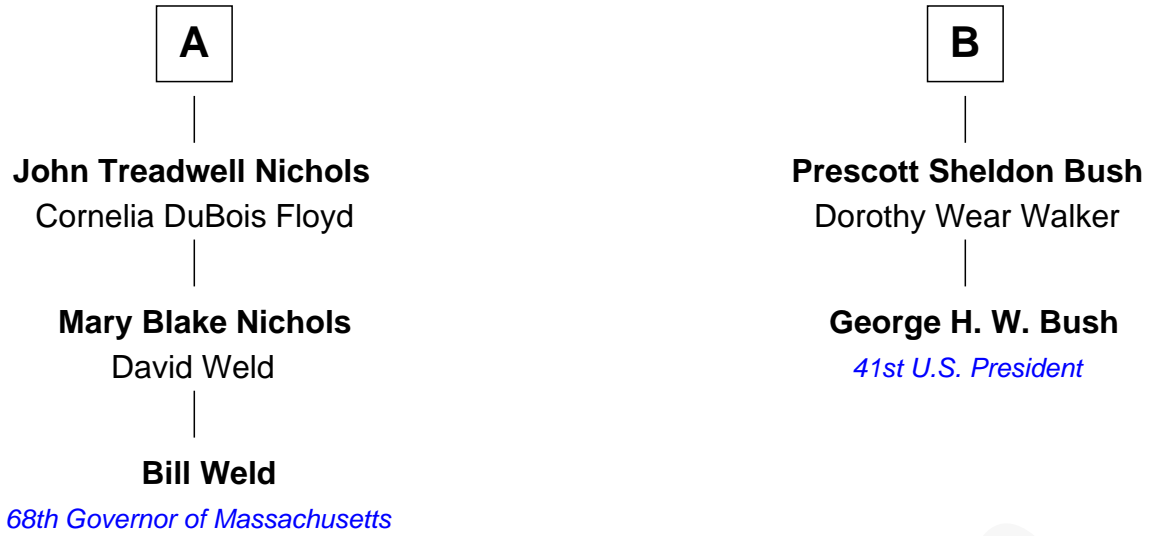 A
John Treadwell Nichols
Cornelia DuBois Floyd
Mary Blake Nichols
David Weld
Bill Weld
68th Governor of Massachusetts
B
Prescott Sheldon Bush
Dorothy Wear Walker
George H. W. Bush
41st U.S. President